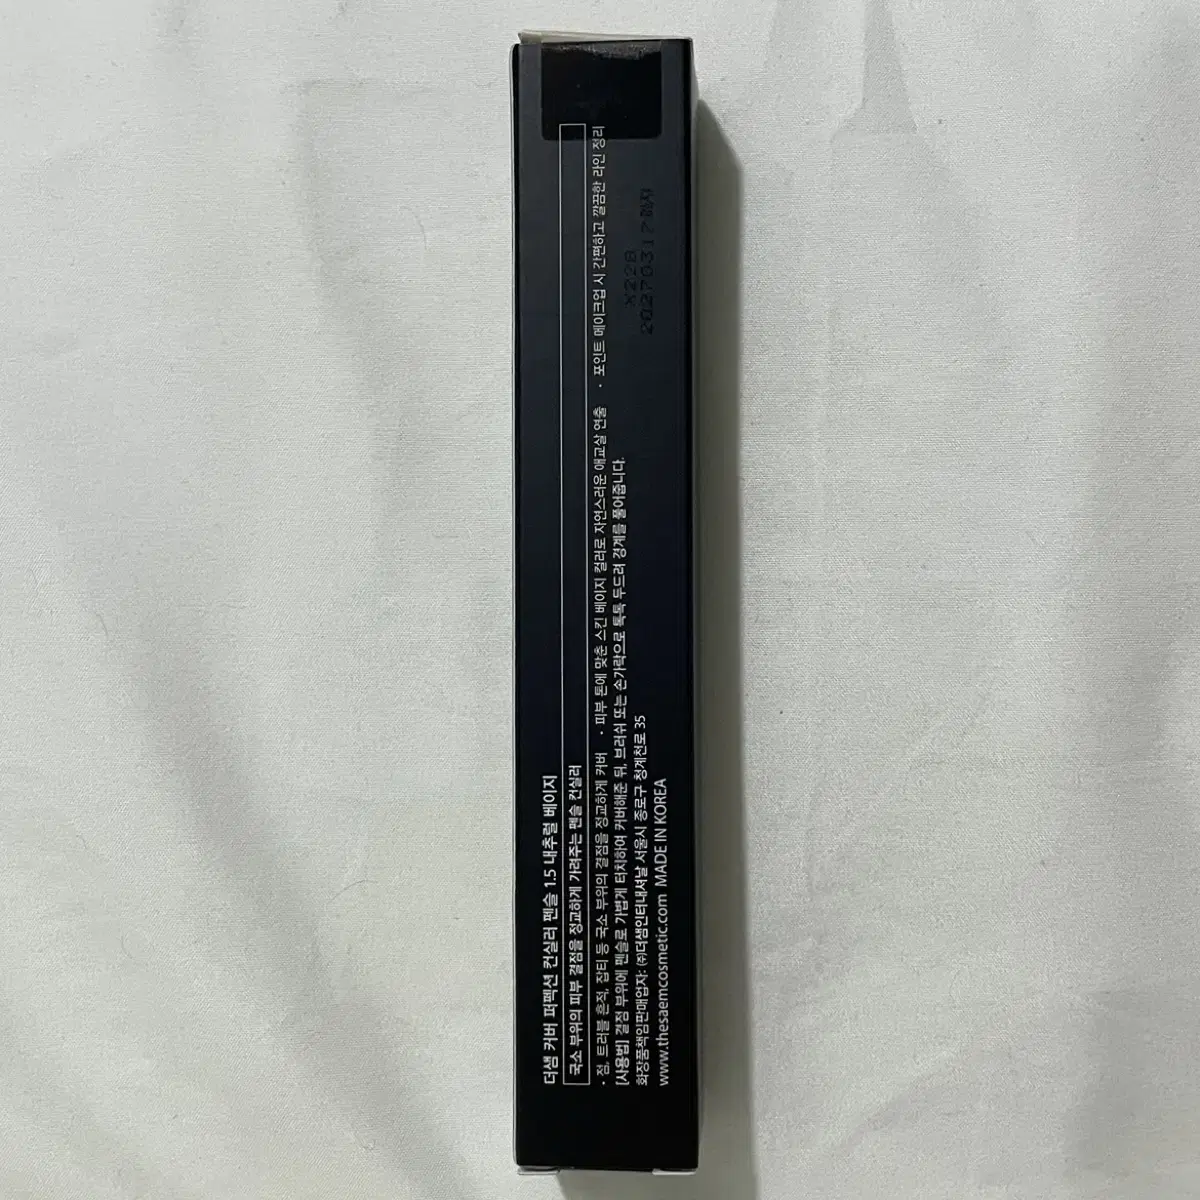 더샘 커버 퍼펙션 컨실러 펜슬 1.5 내추럴 베이지
국소 부위의 피부 결점을 정교하게 가려주는 펜슬 컨실러
· 점, 트러블 흔적, 잡티 등 국소 부위의 결점을 정교하게 커버 · 피부 톤에 맞춘 스킨 베이지 컬러로 자연스러운 애교살 연출 · 포인트 메이크업 시 간편하고 깔끔한 라인 정리
[사용법] 결점 부위에 펜슬로 가볍게 터치하여 커버해준 뒤, 브러쉬 또는 손가락으로 톡톡 두드려 경계를 풀어줍니다.
화장품책임판매업자: ㈜더샘인터내셔날 서울시 종로구 청계천로 35
www.thesaemcosmetic.com MADE IN KOREA
X22B
20270317까지